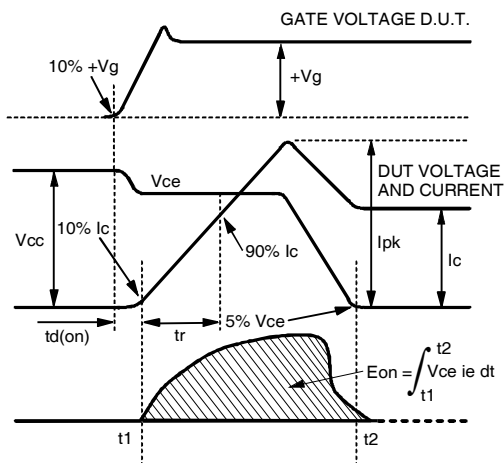 GATE VOLTAGE D.U.T.
10% +Vg
+Vg
Vce
DUT VOLTAGE
AND CURRENT
Vcc
10% Ic
90% Ic
Ipk
Ic
td(on)
tr
5% Vce
Eon = ∫ Vce ie dt
t2
t1
t1
t2